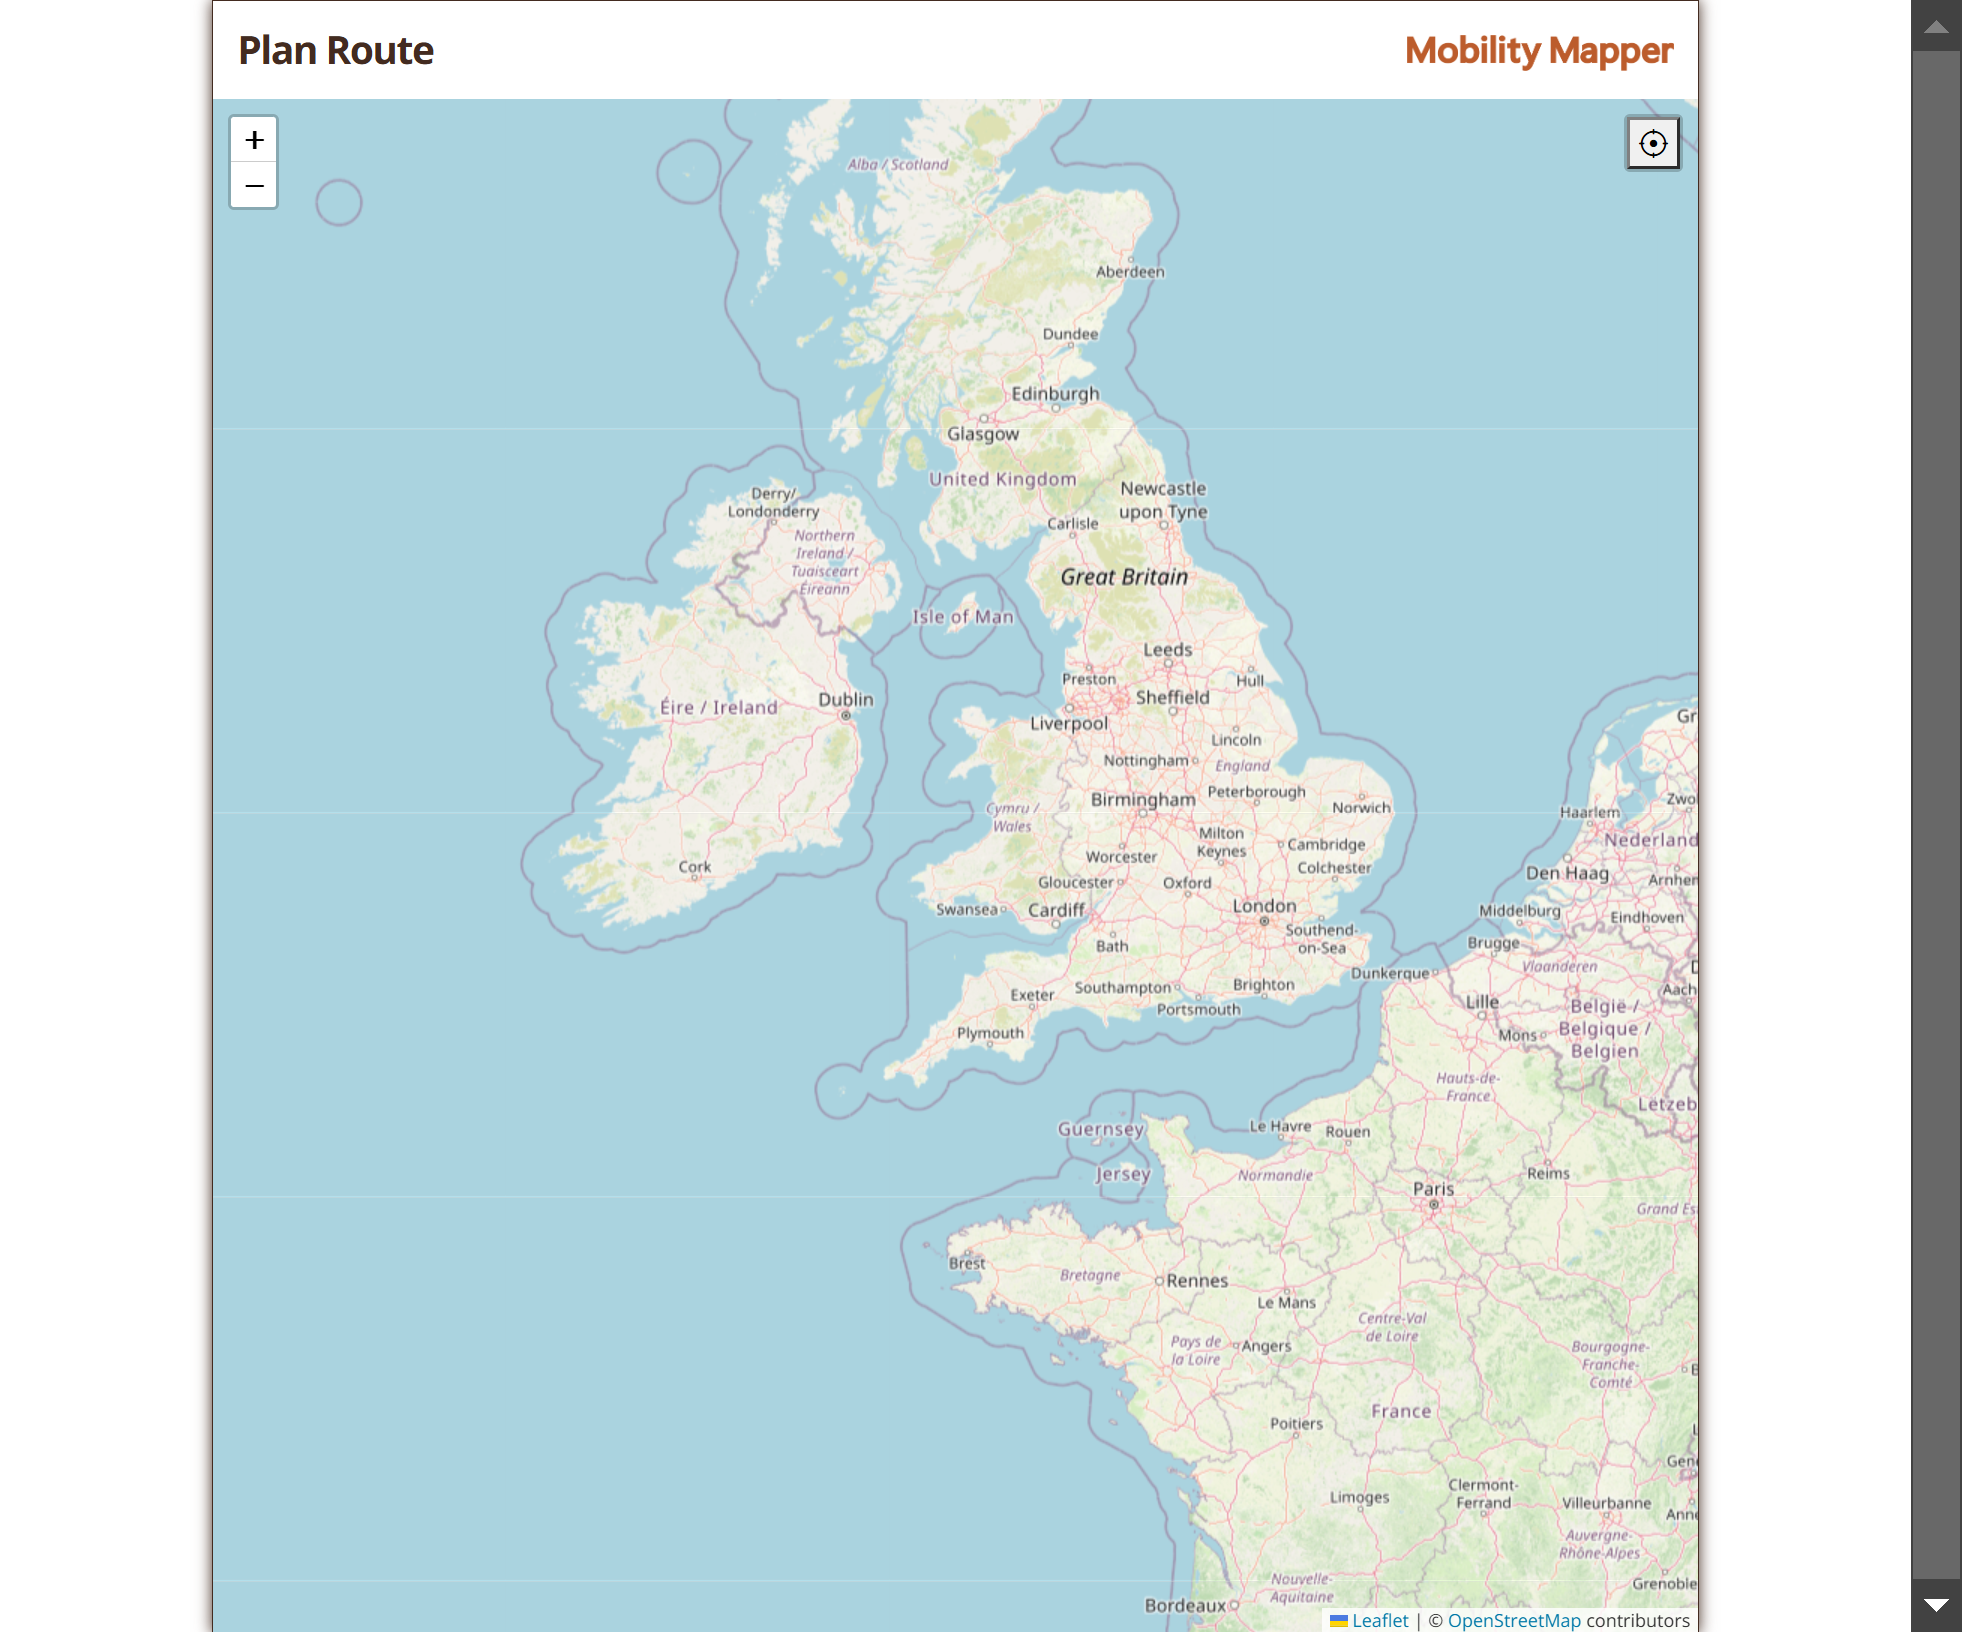 Plan Route
Mobility Mapper
+
−
Alba / Scotland
Aberdeen
Dundee
Edinburgh
Glasgow
United Kingdom
Derry/
Londonderry
Newcastle
upon Tyne
Carlisle
Northern
Ireland /
Tuaisceart
Éireann
Great Britain
Isle of Man
Leeds
Preston
Hull
Sheffield
Éire / Ireland
Dublin
Liverpool
Gr
Lincoln
Nottingham
England
Birmingham
Peterborough
Norwich
Zwo
Cymru /
Wales
Haarlem
Milton
Keynes
Cambridge
Nederland
Worcester
Cork
Colchester
Den Haag
Arnhem
Gloucester
Oxford
Swansea
Cardiff
London
Middelburg
Eindhoven
Southend-
on-Sea
Bath
Brugge
Vlaanderen
D
Dunkerque
Exeter
Southampton
Brighton
Aach
Portsmouth
Lille
België /
Belgique /
Belgien
Plymouth
Mons
Hauts-de-
France
Lëtzeb
Guernsey
Le Havre
Rouen
Jersey
Normandie
Reims
Paris
Grand Es
Brest
Bretagne
Rennes
Le Mans
Centre-Val
de Loire
Pays de
la Loire
Angers
Bourgogne-
Franche-
Comté
B
France
Poitiers
L
Gen
Limoges
Clermont-
Ferrand
Villeurbanne
Anne
Auvergne-
Rhône-Alpes
Nouvelle-
Aquitaine
Grenoble
Bordeaux
Leaflet | © OpenStreetMap contributors